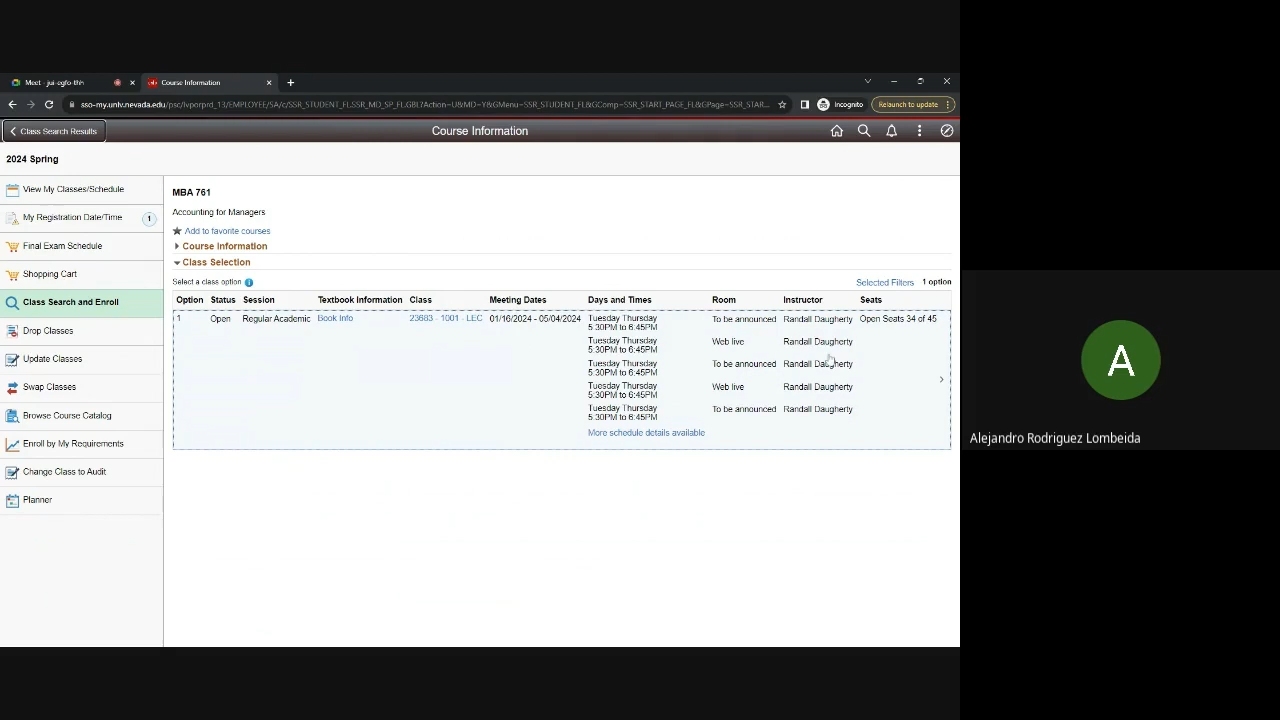 Meet - jui-egfo-thh
Course Information
sso-my.unlv.nevada.edu/psc/lvporprd_13/EMPLOYEE/SA/c/SSR_STUDENT_FL.SSR_MD_SP_FL.GBL?Action=U&MD=Y&GMenu=SSR_STUDENT_FL&GComp=SSR_START_PAGE_FL&GPage=SSR_STAR...
Incognito
Relaunch to update
Class Search Results
Course Information
2024 Spring
View My Classes/Schedule
My Registration Date/Time
1
Final Exam Schedule
Shopping Cart
Class Search and Enroll
Drop Classes
Update Classes
Swap Classes
Browse Course Catalog
Enroll by My Requirements
Change Class to Audit
Planner
MBA 761
Accounting for Managers
Add to favorite courses
Course Information
Class Selection
Select a class option
Selected Filters 1 option
Option Status Session Textbook Information Class Meeting Dates Days and Times Room Instructor Seats
1 Open Regular Academic Book Info 23683 - 1001 - LEC 01/16/2024 - 05/04/2024 Tuesday Thursday To be announced Randall Daugherty Open Seats 34 of 45
5:30PM to 6:45PM
Tuesday Thursday Web live Randall Daugherty
5:30PM to 6:45PM
Tuesday Thursday To be announced Randall Daugherty
5:30PM to 6:45PM
Tuesday Thursday Web live Randall Daugherty
5:30PM to 6:45PM
Tuesday Thursday To be announced Randall Daugherty
5:30PM to 6:45PM
More schedule details available
A
Alejandro Rodriguez Lombeida